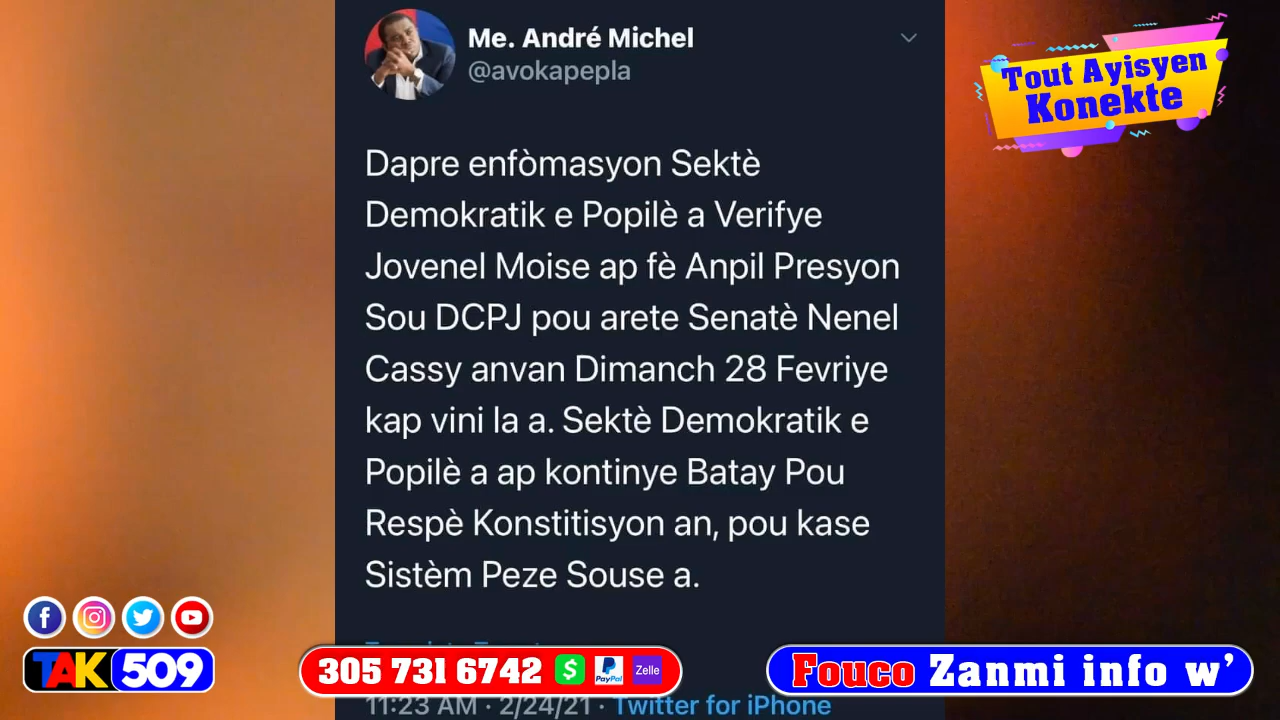 Me. André Michel
@avokapepla
Tout Ayisyen
Konekte
Dapre enfòmasyon Sektè
Demokratik e Popilè a Verifye
Jovenel Moise ap fè Anpil Presyon
Sou DCPJ pou arete Senatè Nenel
Cassy anvan Dimanch 28 Fevriye
kap vini la a. Sektè Demokratik e
Popilè a ap kontinye Batay Pou
Respè Konstitisyon an, pou kase
Sistèm Peze Souse a.
TAK 509
305 731 6742 $ PayPal Zelle
Fouco Zanmi info w'
11:23 AM · 2/24/21 · Twitter for iPhone